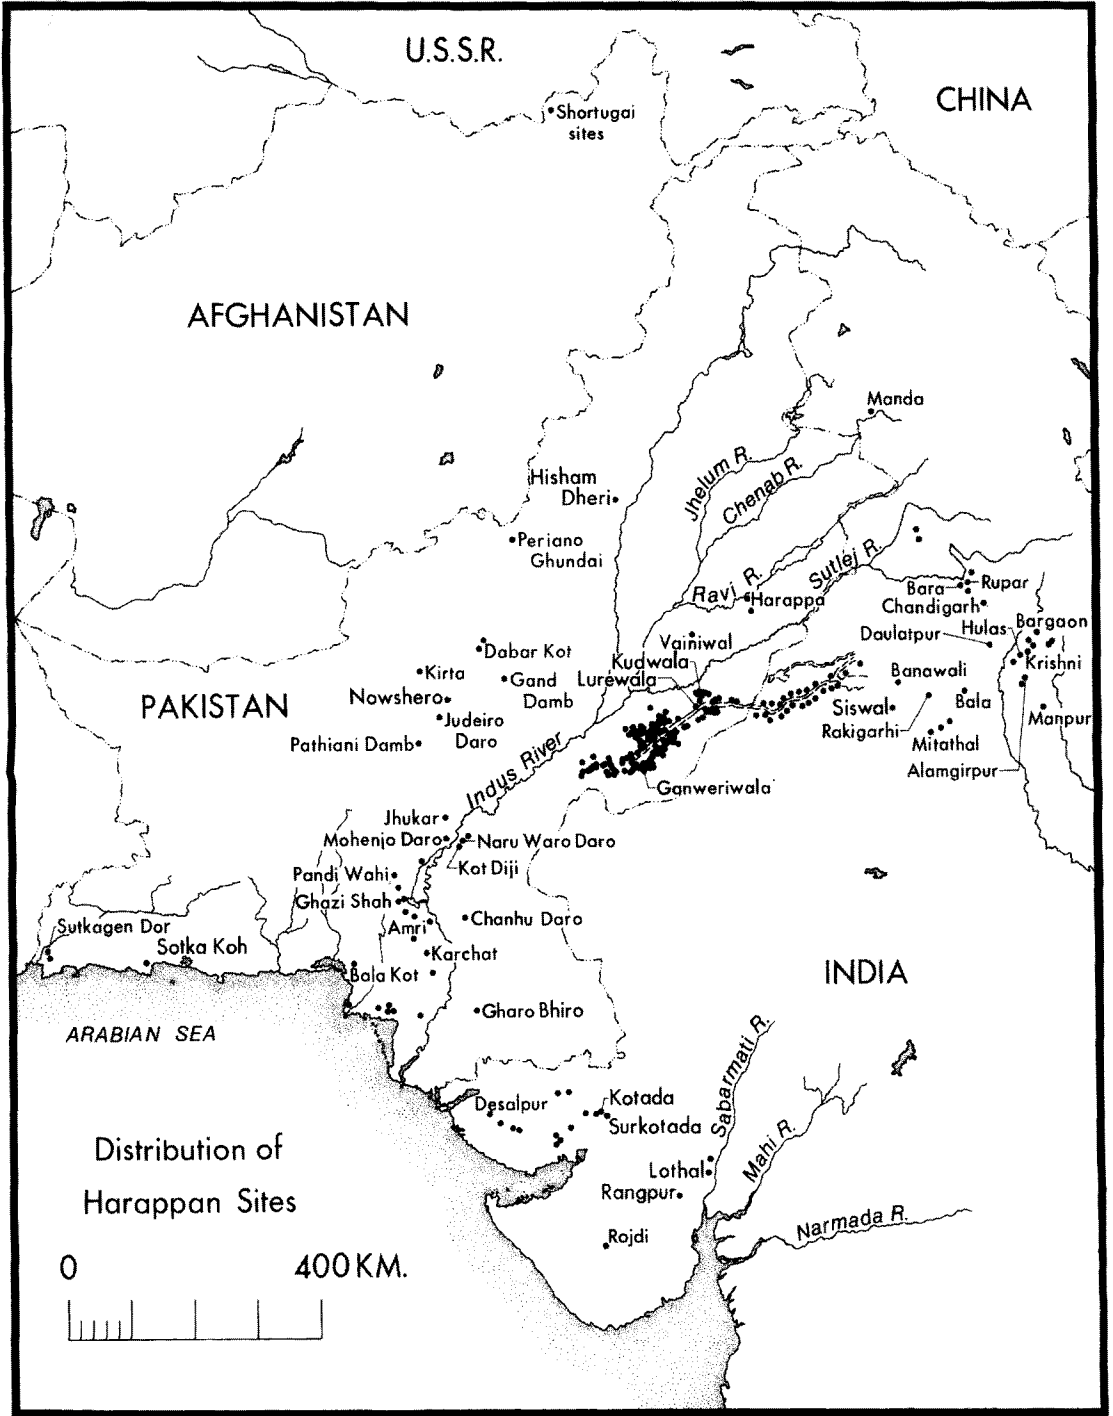 U.S.S.R.
CHINA
Shortugai
sites
AFGHANISTAN
Manda
Jhelum R.
Chenab R.
Hisham
Dheri
Periano
Ghundai
Sutlej R.
Ravi R.
Harappa
Bara
Rupar
Chandigarh
Daulatpur
Hulas
Bargaon
Krishni
Vainiwal
Kudwala
Lurewala
Dabar Kot
Kirta
Gand
Damb
Nowshero
Judeiro
Daro
Pathiani Damb
PAKISTAN
Banawali
Siswal
Bala
Rakigarhi
Manpur
Mitathal
Alamgirpur
Indus River
Ganweriwala
Jhukar
Mohenjo Daro
Naru Waro Daro
Kot Diji
Pandi Wahi
Ghazi Shah
Chanhu Daro
Amri
Sutkagen Dor
Sotka Koh
Karchat
Bala Kot
INDIA
Gharo Bhiro
ARABIAN SEA
Sabarmati R.
Desalpur
Kotada
Surkotada
Mahi R.
Lothal
Rangpur
Narmada R.
Rojdi
Distribution of
Harappan Sites
0 400 KM.